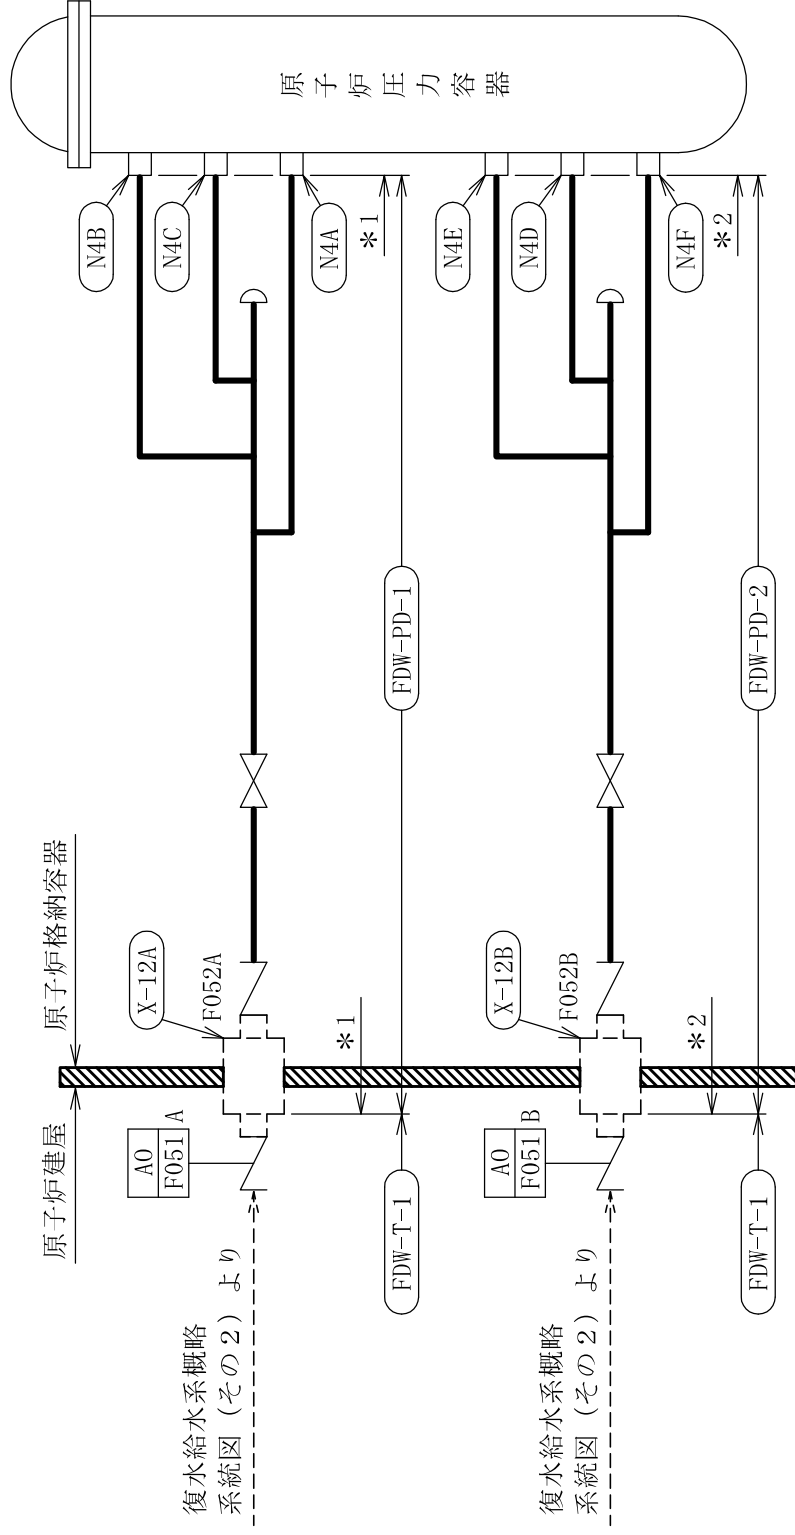 原子炉圧力容器
N4B
N4C
N4A
*1
N4E
N4D
N4F
*2
FDW-PD-1
FDW-PD-2
原子炉格納容器
原子炉建屋
X-12A
F052A
*1
AO
F051
A
FDW-T-1
復水給水系概略
系統図（その２）より
X-12B
F052B
*2
AO
F051
B
FDW-T-1
復水給水系概略
系統図（その２）より